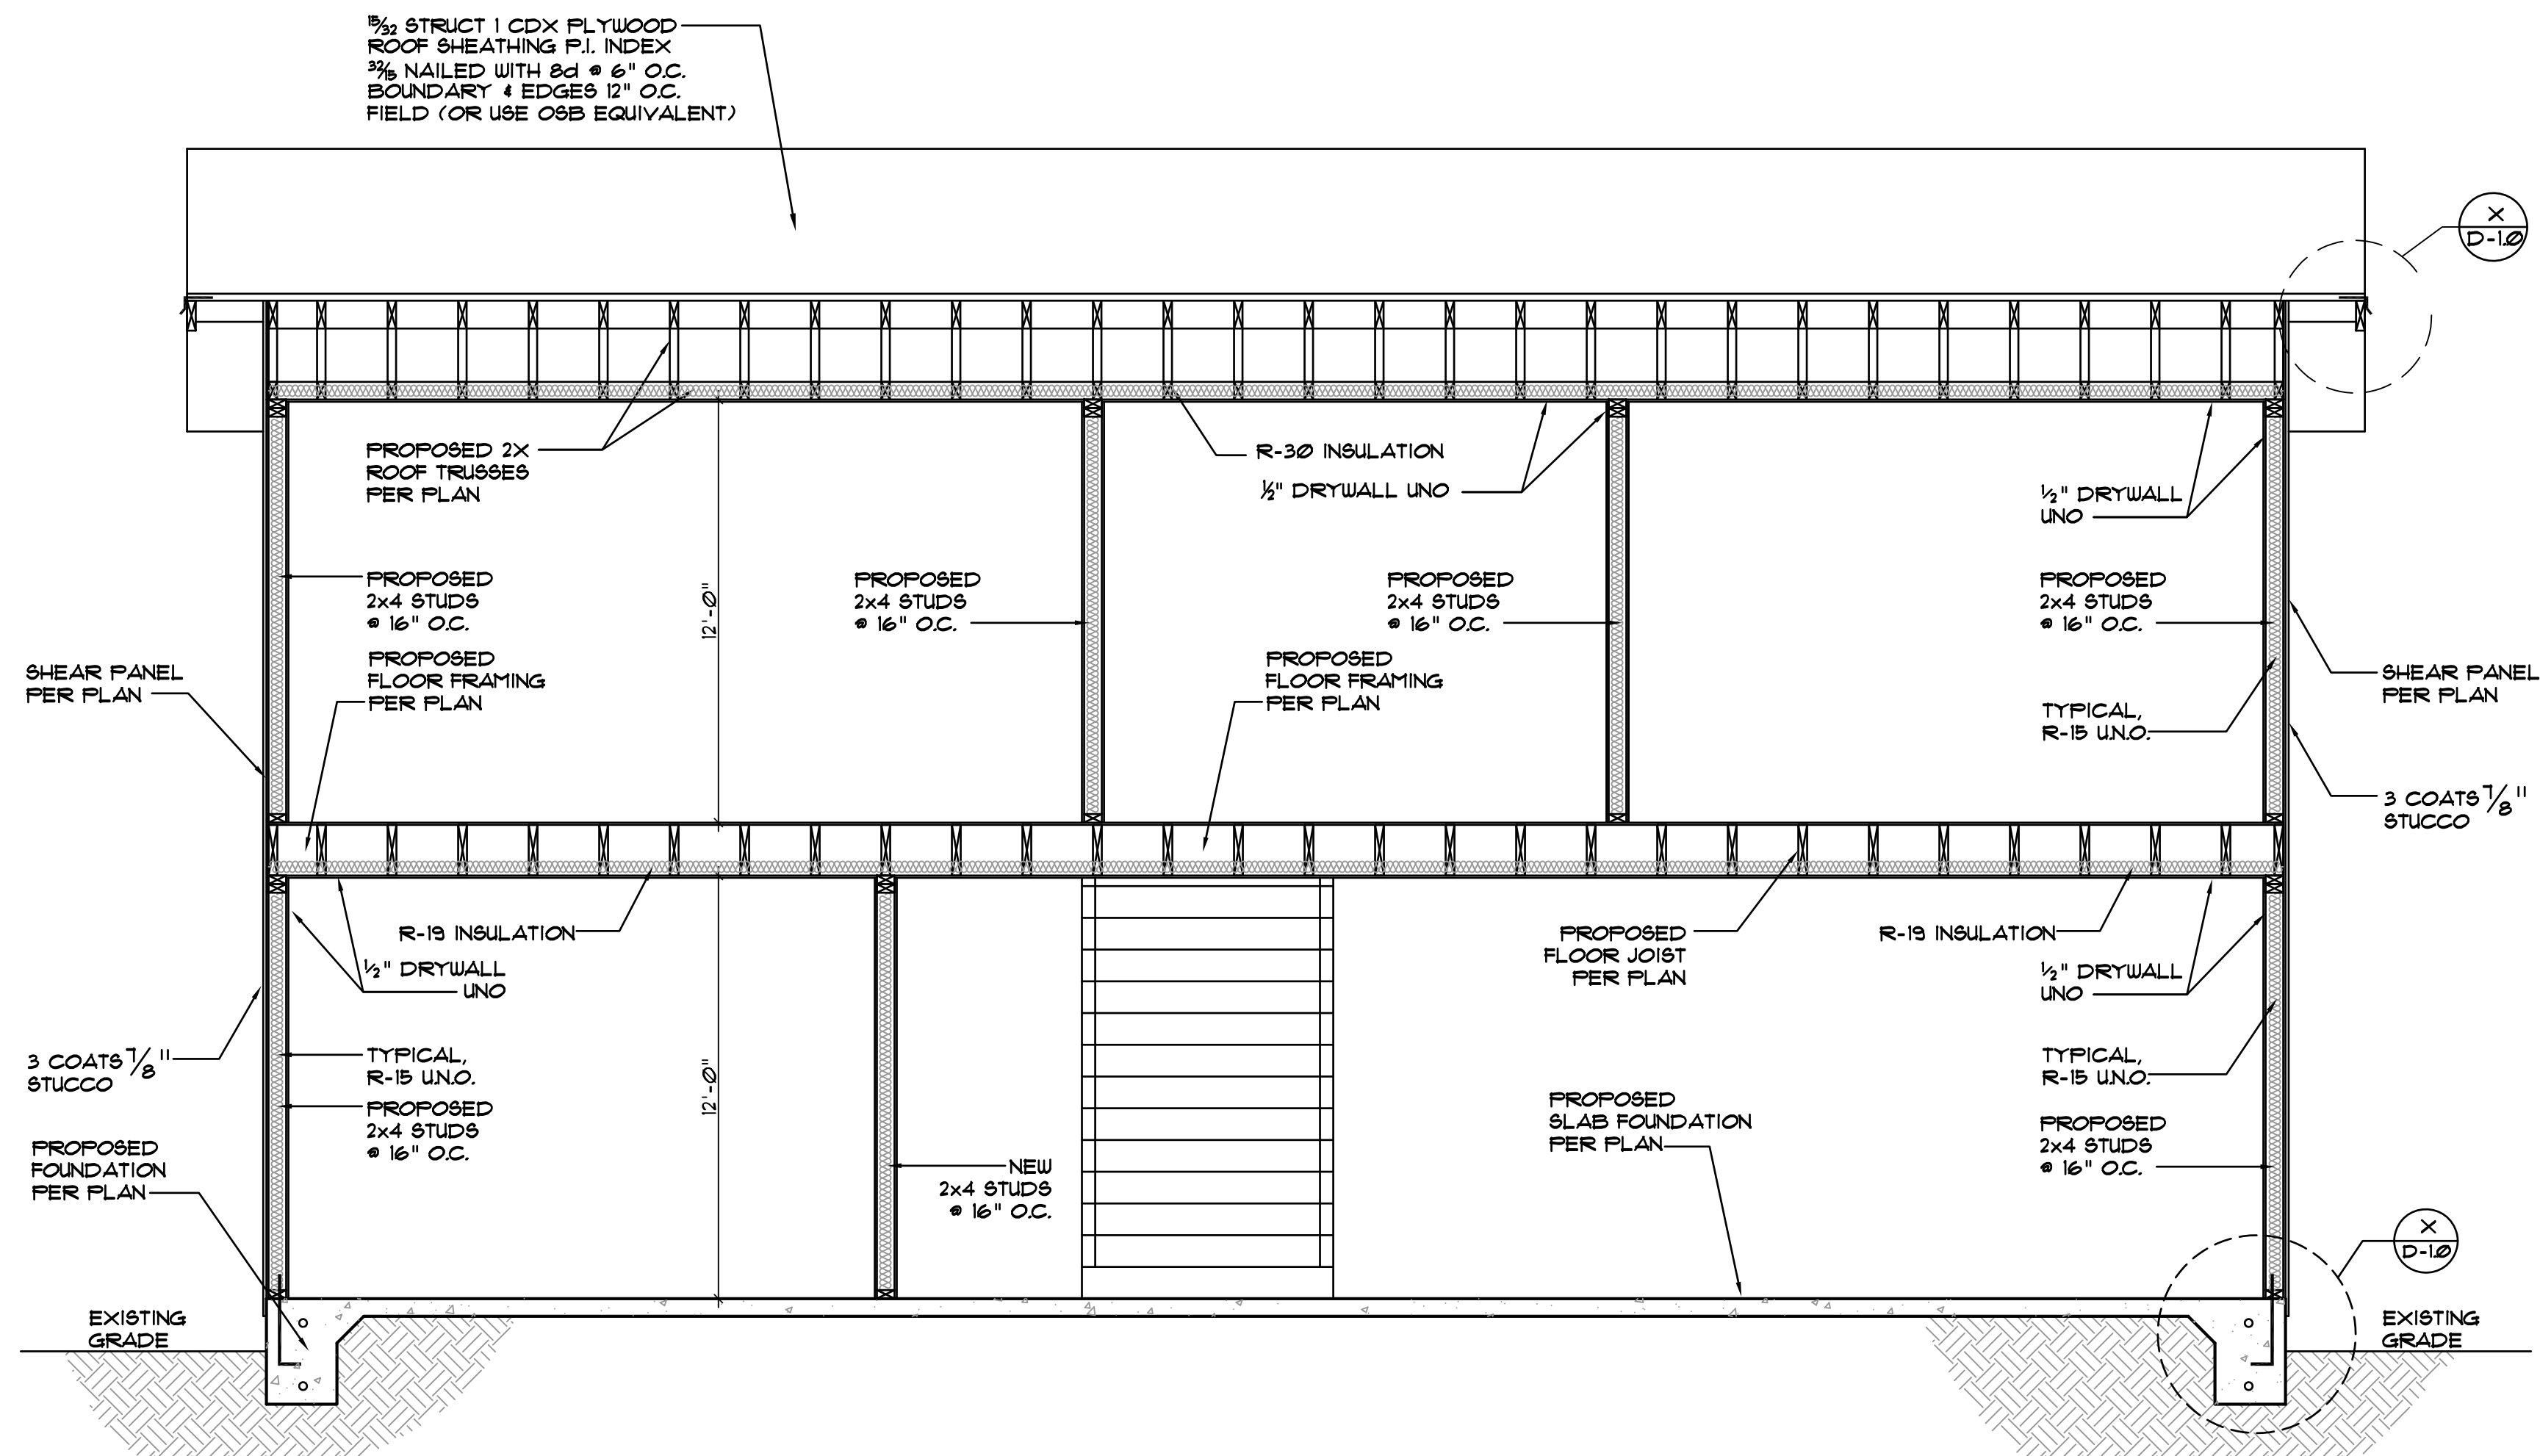 15/32 STRUCT 1 CDX PLYWOOD
ROOF SHEATHING P.I. INDEX
32/15 NAILED WITH 8d @ 6" O.C.
BOUNDARY & EDGES 12" O.C.
FIELD (OR USE OSB EQUIVALENT)
X
D-1.0
PROPOSED 2X
ROOF TRUSSES
PER PLAN
R-30 INSULATION
1/2" DRYWALL UNO
1/2" DRYWALL
UNO
PROPOSED
2x4 STUDS
@ 16" O.C.
12'-0"
PROPOSED
2x4 STUDS
@ 16" O.C.
PROPOSED
2x4 STUDS
@ 16" O.C.
PROPOSED
2x4 STUDS
@ 16" O.C.
SHEAR PANEL
PER PLAN
PROPOSED
FLOOR FRAMING
PER PLAN
PROPOSED
FLOOR FRAMING
PER PLAN
TYPICAL,
R-15 U.N.O.
SHEAR PANEL
PER PLAN
3 COATS 7/8"
STUCCO
R-19 INSULATION
1/2" DRYWALL
UNO
PROPOSED
FLOOR JOIST
PER PLAN
R-19 INSULATION
1/2" DRYWALL
UNO
3 COATS 7/8"
STUCCO
TYPICAL,
R-15 U.N.O.
PROPOSED
2x4 STUDS
@ 16" O.C.
12'-0"
NEW
2x4 STUDS
@ 16" O.C.
PROPOSED
SLAB FOUNDATION
PER PLAN
TYPICAL,
R-15 U.N.O.
PROPOSED
2x4 STUDS
@ 16" O.C.
PROPOSED
FOUNDATION
PER PLAN
X
D-1.0
EXISTING
GRADE
EXISTING
GRADE